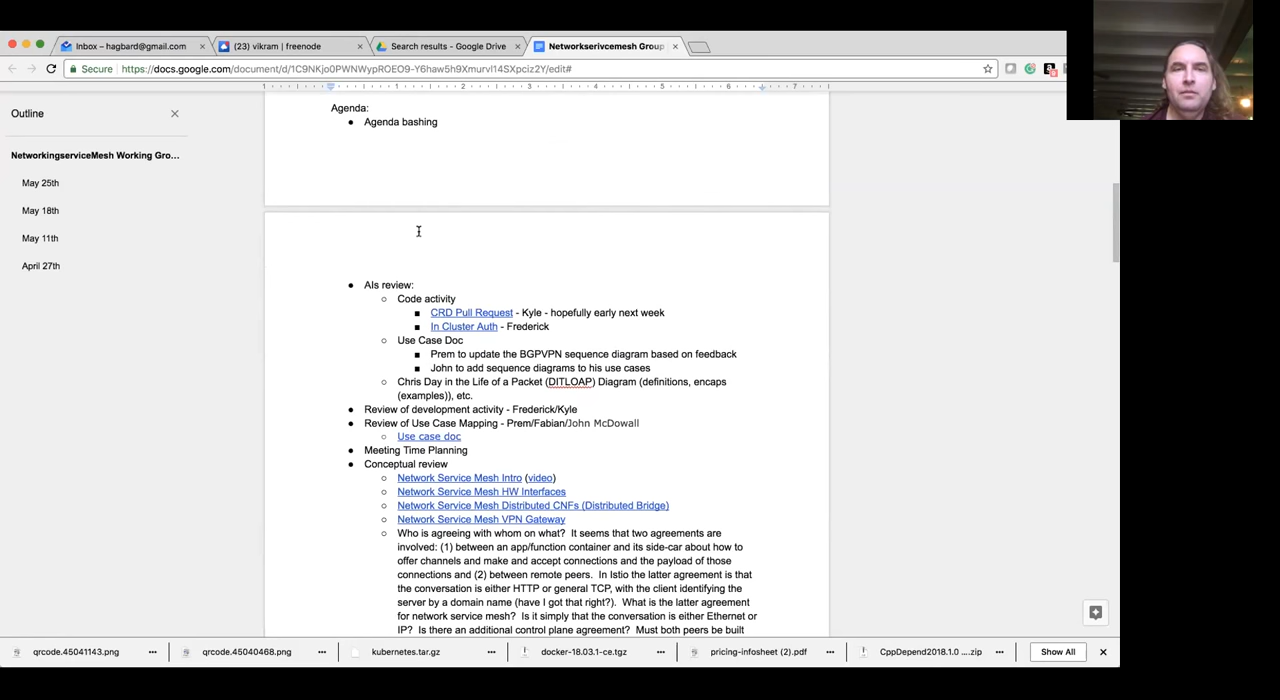 Inbox – hagbard@gmail.com
(23) vikram | freenode
Search results - Google Drive
Networkserivcemesh Group
Secure
https://docs.google.com/document/d/1C9NKjo0PWNWypROEO9-Y6haw5h9Xmurvl14SXpciz2Y/edit#
1 1 2 3 4 5 6 7
Outline
NetworkingserviceMesh Working Gro...
May 25th
May 18th
May 11th
April 27th
Agenda:
Agenda bashing
AIs review:
Code activity
CRD Pull Request - Kyle - hopefully early next week
In Cluster Auth - Frederick
Use Case Doc
Prem to update the BGPVPN sequence diagram based on feedback
John to add sequence diagrams to his use cases
Chris Day in the Life of a Packet (DITLOAP) Diagram (definitions, encaps
(examples)), etc.
Review of development activity - Frederick/Kyle
Review of Use Case Mapping - Prem/Fabian/John McDowall
Use case doc
Meeting Time Planning
Conceptual review
Network Service Mesh Intro (video)
Network Service Mesh HW Interfaces
Network Service Mesh Distributed CNFs (Distributed Bridge)
Network Service Mesh VPN Gateway
Who is agreeing with whom on what? It seems that two agreements are
involved: (1) between an app/function container and its side-car about how to
offer channels and make and accept connections and the payload of those
connections and (2) between remote peers. In Istio the latter agreement is that
the conversation is either HTTP or general TCP, with the client identifying the
server by a domain name (have I got that right?). What is the latter agreement
for network service mesh? Is it simply that the conversation is either Ethernet or
IP? Is there an additional control plane agreement? Must both peers be built
qrcode.45041143.png
qrcode.45040468.png
kubernetes.tar.gz
docker-18.03.1-ce.tgz
pricing-infosheet (2).pdf
CppDepend2018.1.0 ....zip
Show All